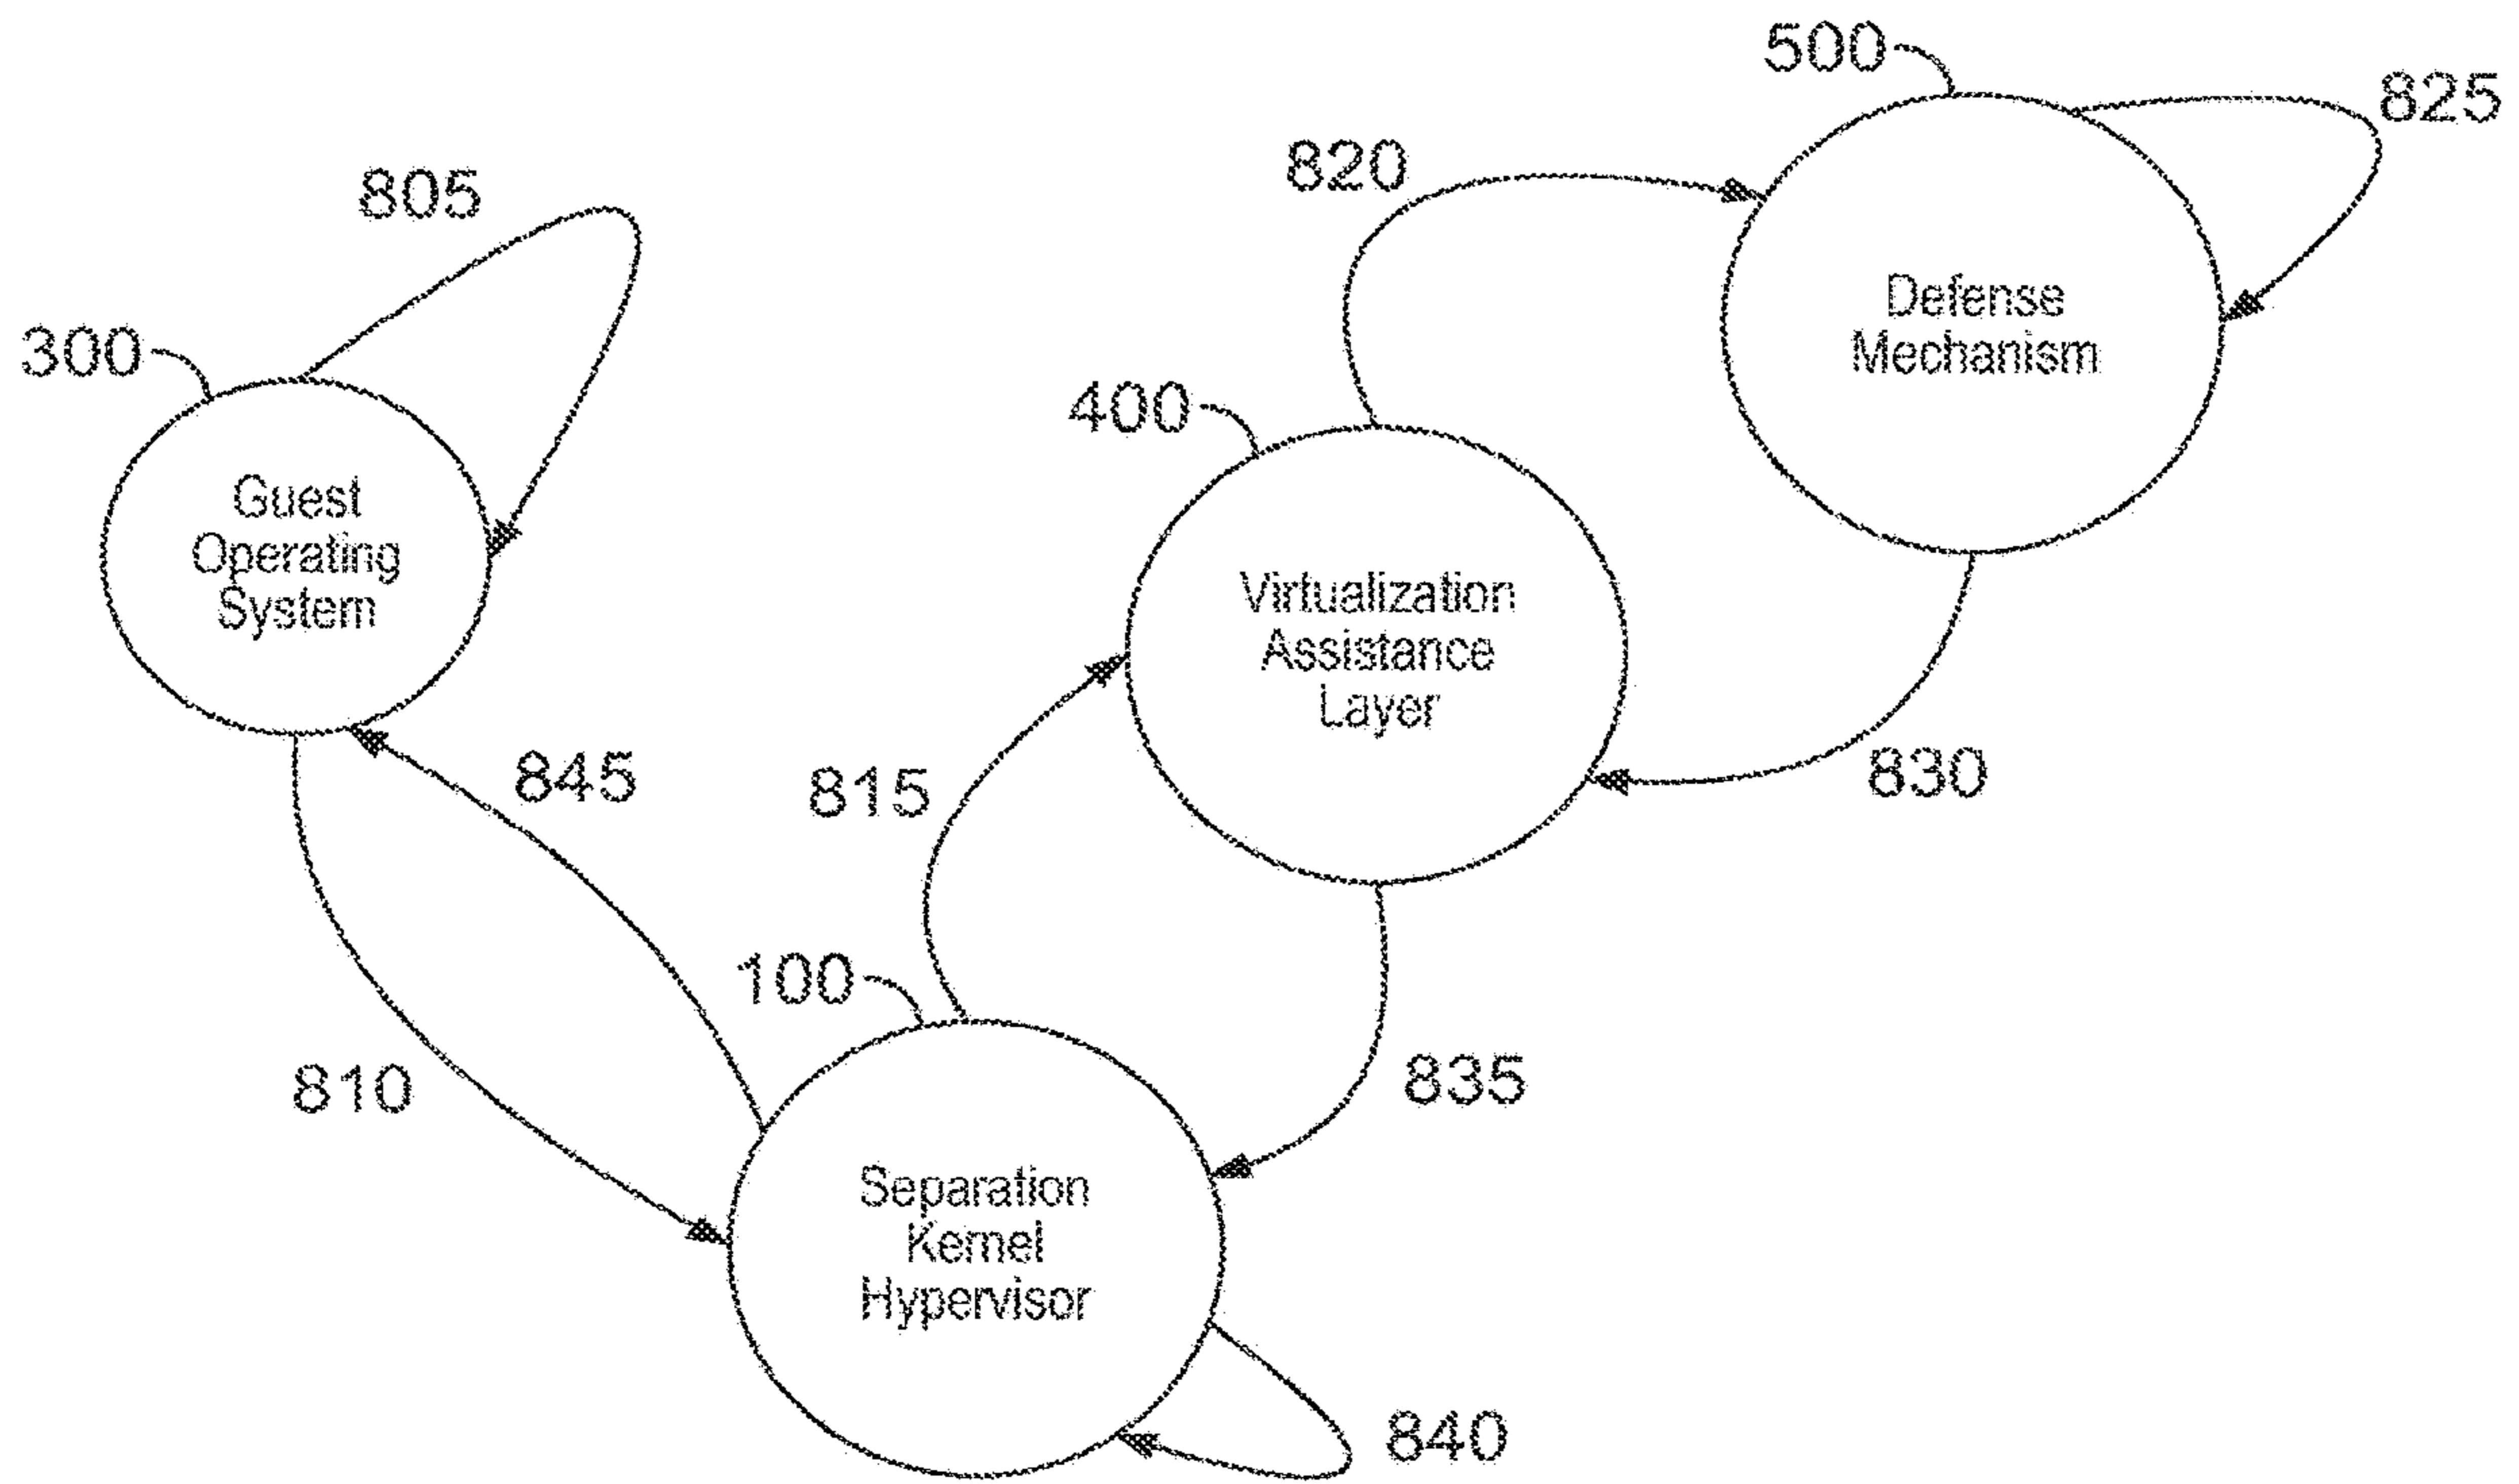 500
825
820
805
300
400
Defense
Mechanism
Guest
Operating
System
Virtualization
Assistance
Layer
845
815
830
100
810
835
Separation
Kernel
Hypervisor
840